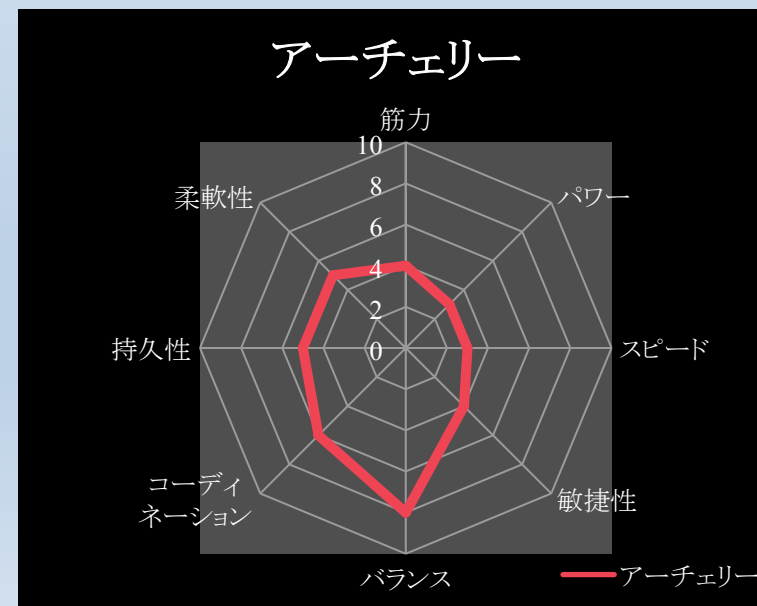 アーチェリー
筋力
パワー
スピード
敏捷性
バランス
コーディ
ネーション
持久性
柔軟性
10
8
6
4
2
0
アーチェリー